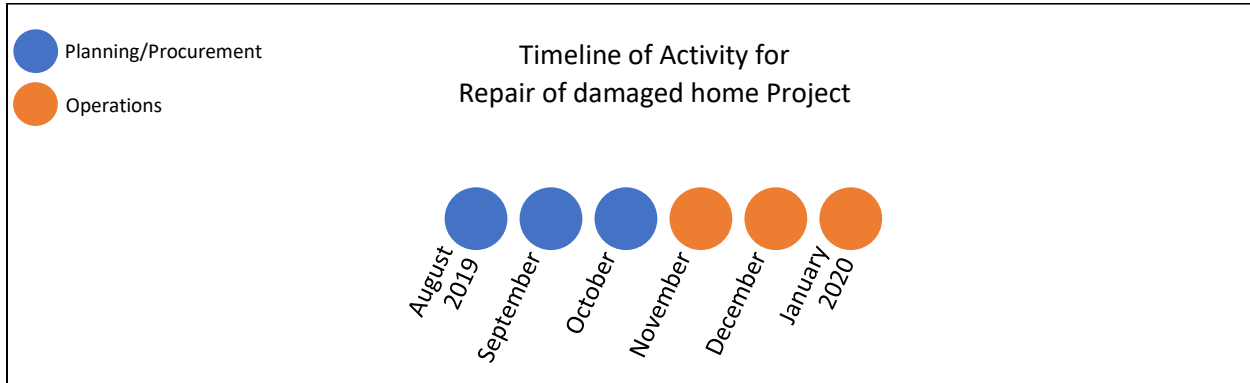 Planning/Procurement
Operations
Timeline of Activity for
Repair of damaged home Project
August
2019
September
October
November
December
January
2020